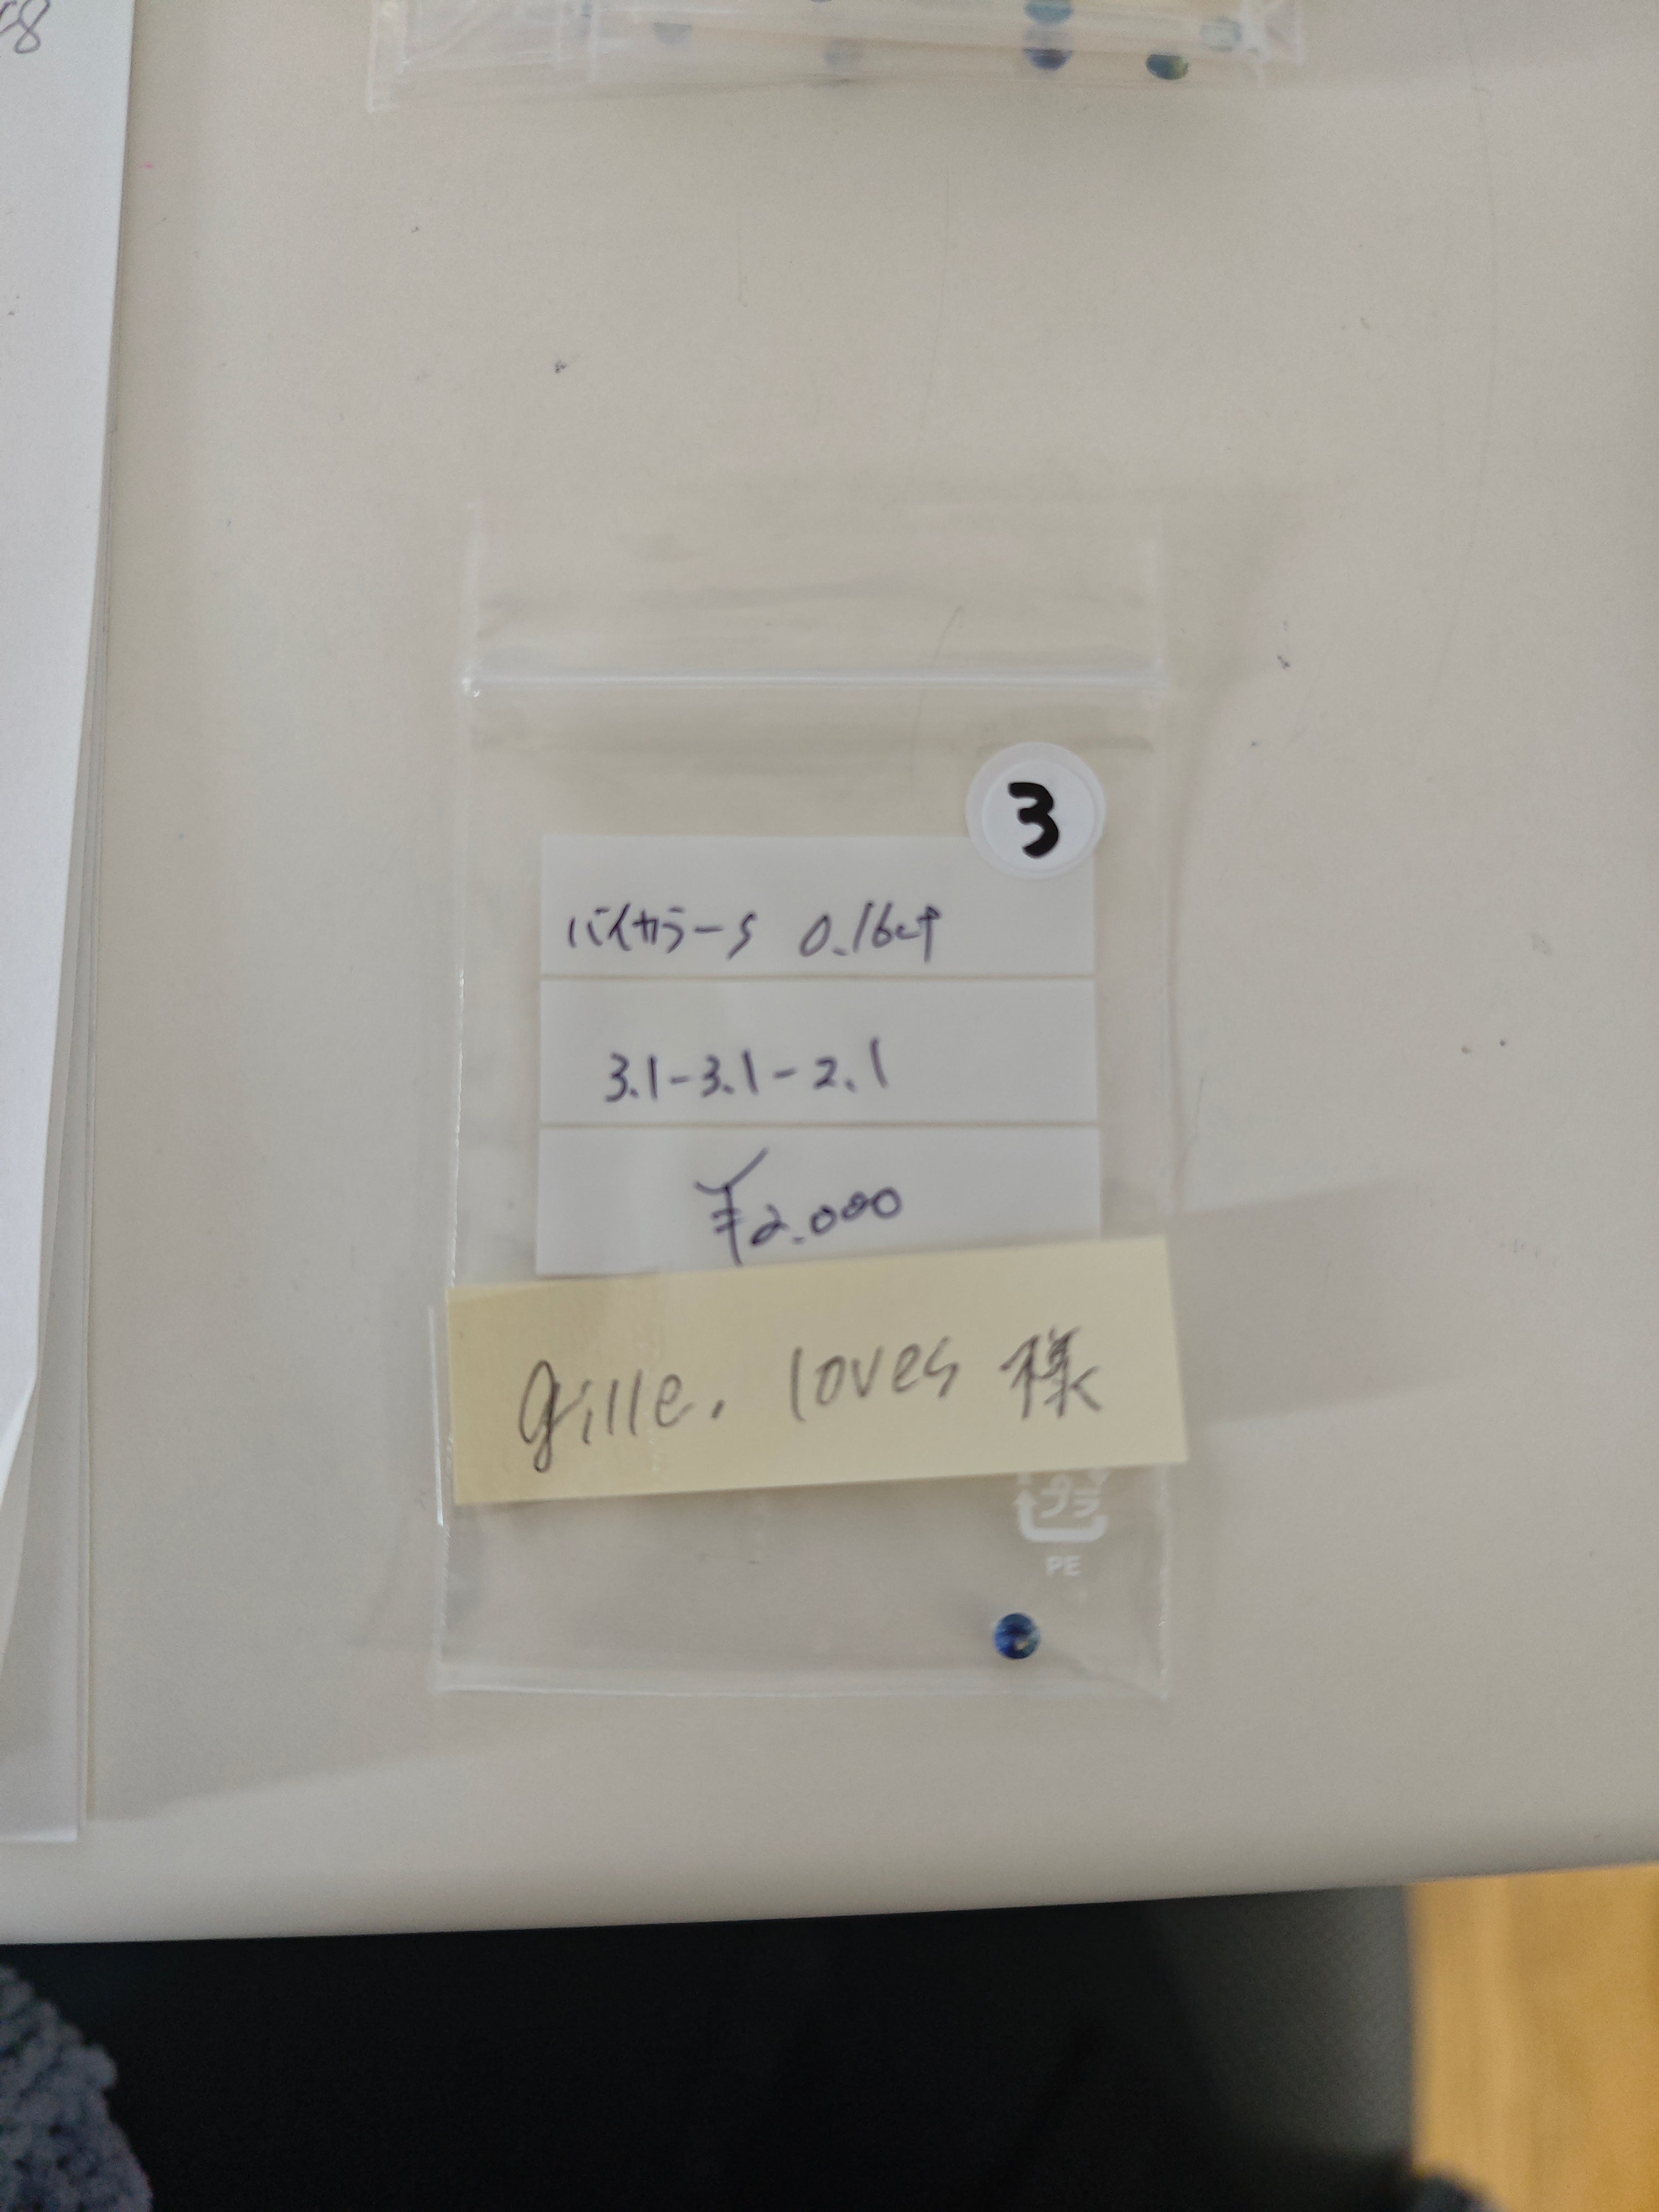 3
バイカラーS 0.16ct
3.1-3.1-2.1
¥2.000
gille. loves 様
プラ
PE